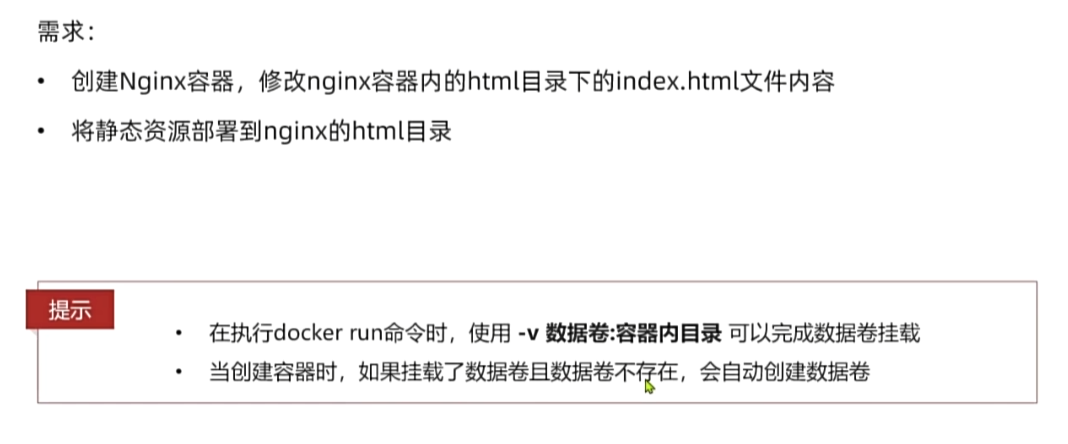 需求：
• 创建Nginx容器，修改nginx容器内的html目录下的index.html文件内容
• 将静态资源部署到nginx的html目录
提示
• 在执行docker run命令时，使用 -v 数据卷:容器内目录 可以完成数据卷挂载
• 当创建容器时，如果挂载了数据卷且数据卷不存在，会自动创建数据卷